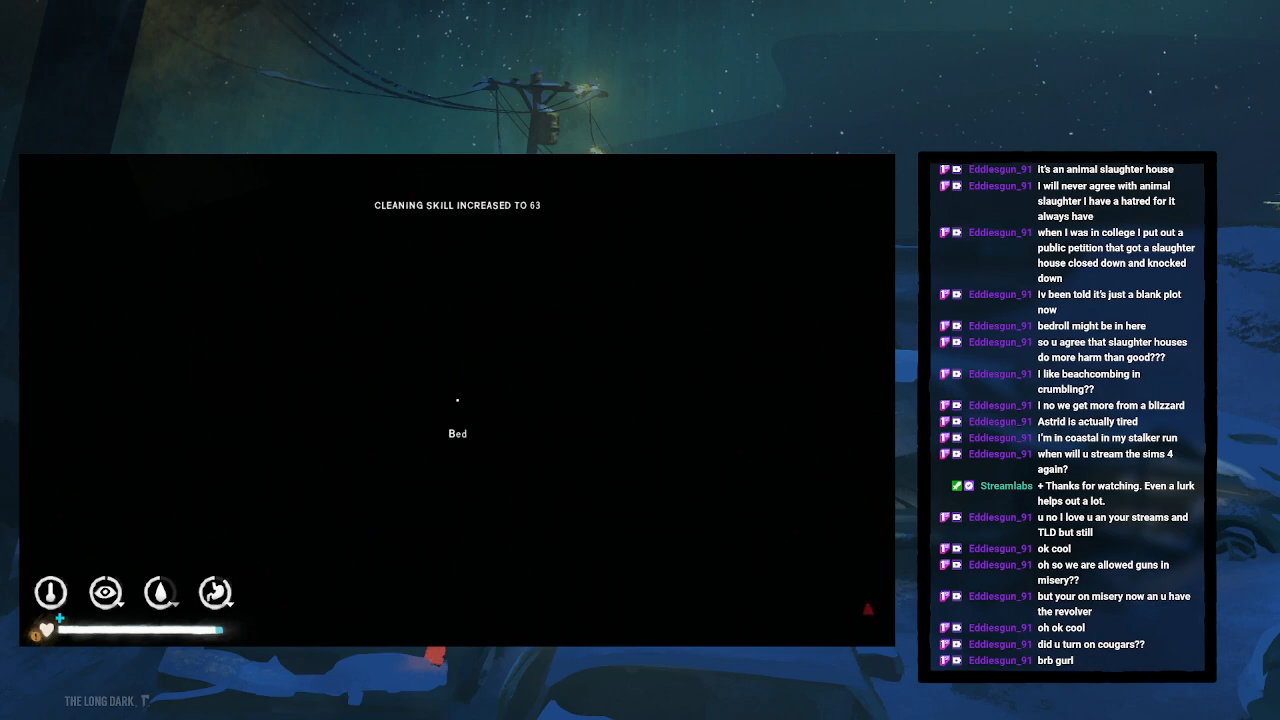 CLEANING SKILL INCREASED TO 63
Bed
THE LONG DARK
Eddiesgun_91 It's an animal slaughter house
Eddiesgun_91 I will never agree with animal
slaughter I have a hatred for it
always have
Eddiesgun_91 when I was in college I put out a
public petition that got a slaughter
house closed down and knocked
down
Eddiesgun_91 Iv been told it's just a blank plot
now
Eddiesgun_91 bedroll might be in here
Eddiesgun_91 so u agree that slaughter houses
do more harm than good???
Eddiesgun_91 I like beachcombing in
crumbling??
Eddiesgun_91 I no we get more from a blizzard
Eddiesgun_91 Astrid is actually tired
Eddiesgun_91 I'm in coastal in my stalker run
Eddiesgun_91 when will u stream the sims 4
again?
Streamlabs + Thanks for watching. Even a lurk
helps out a lot.
Eddiesgun_91 u no I love u an your streams and
TLD but still
Eddiesgun_91 ok cool
Eddiesgun_91 oh so we are allowed guns in
misery??
Eddiesgun_91 but your on misery now an u have
the revolver
Eddiesgun_91 oh ok cool
Eddiesgun_91 did u turn on cougars??
Eddiesgun_91 brb gurl